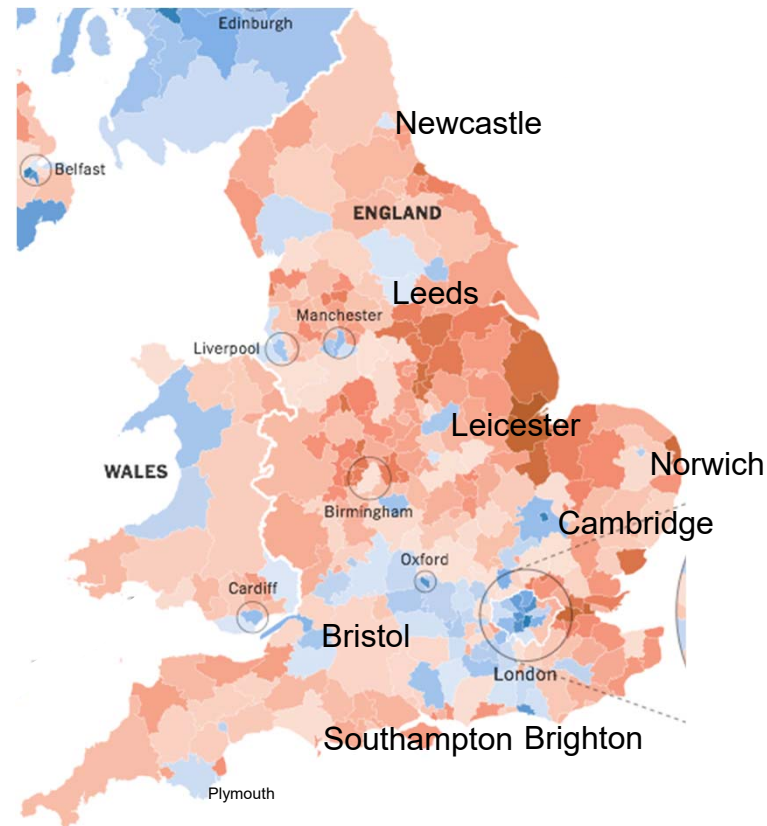 Edinburgh
Newcastle
Belfast
ENGLAND
Leeds
Manchester
Liverpool
Leicester
Norwich
WALES
Birmingham
Cambridge
Oxford
Cardiff
Bristol
London
Southampton
Brighton
Plymouth